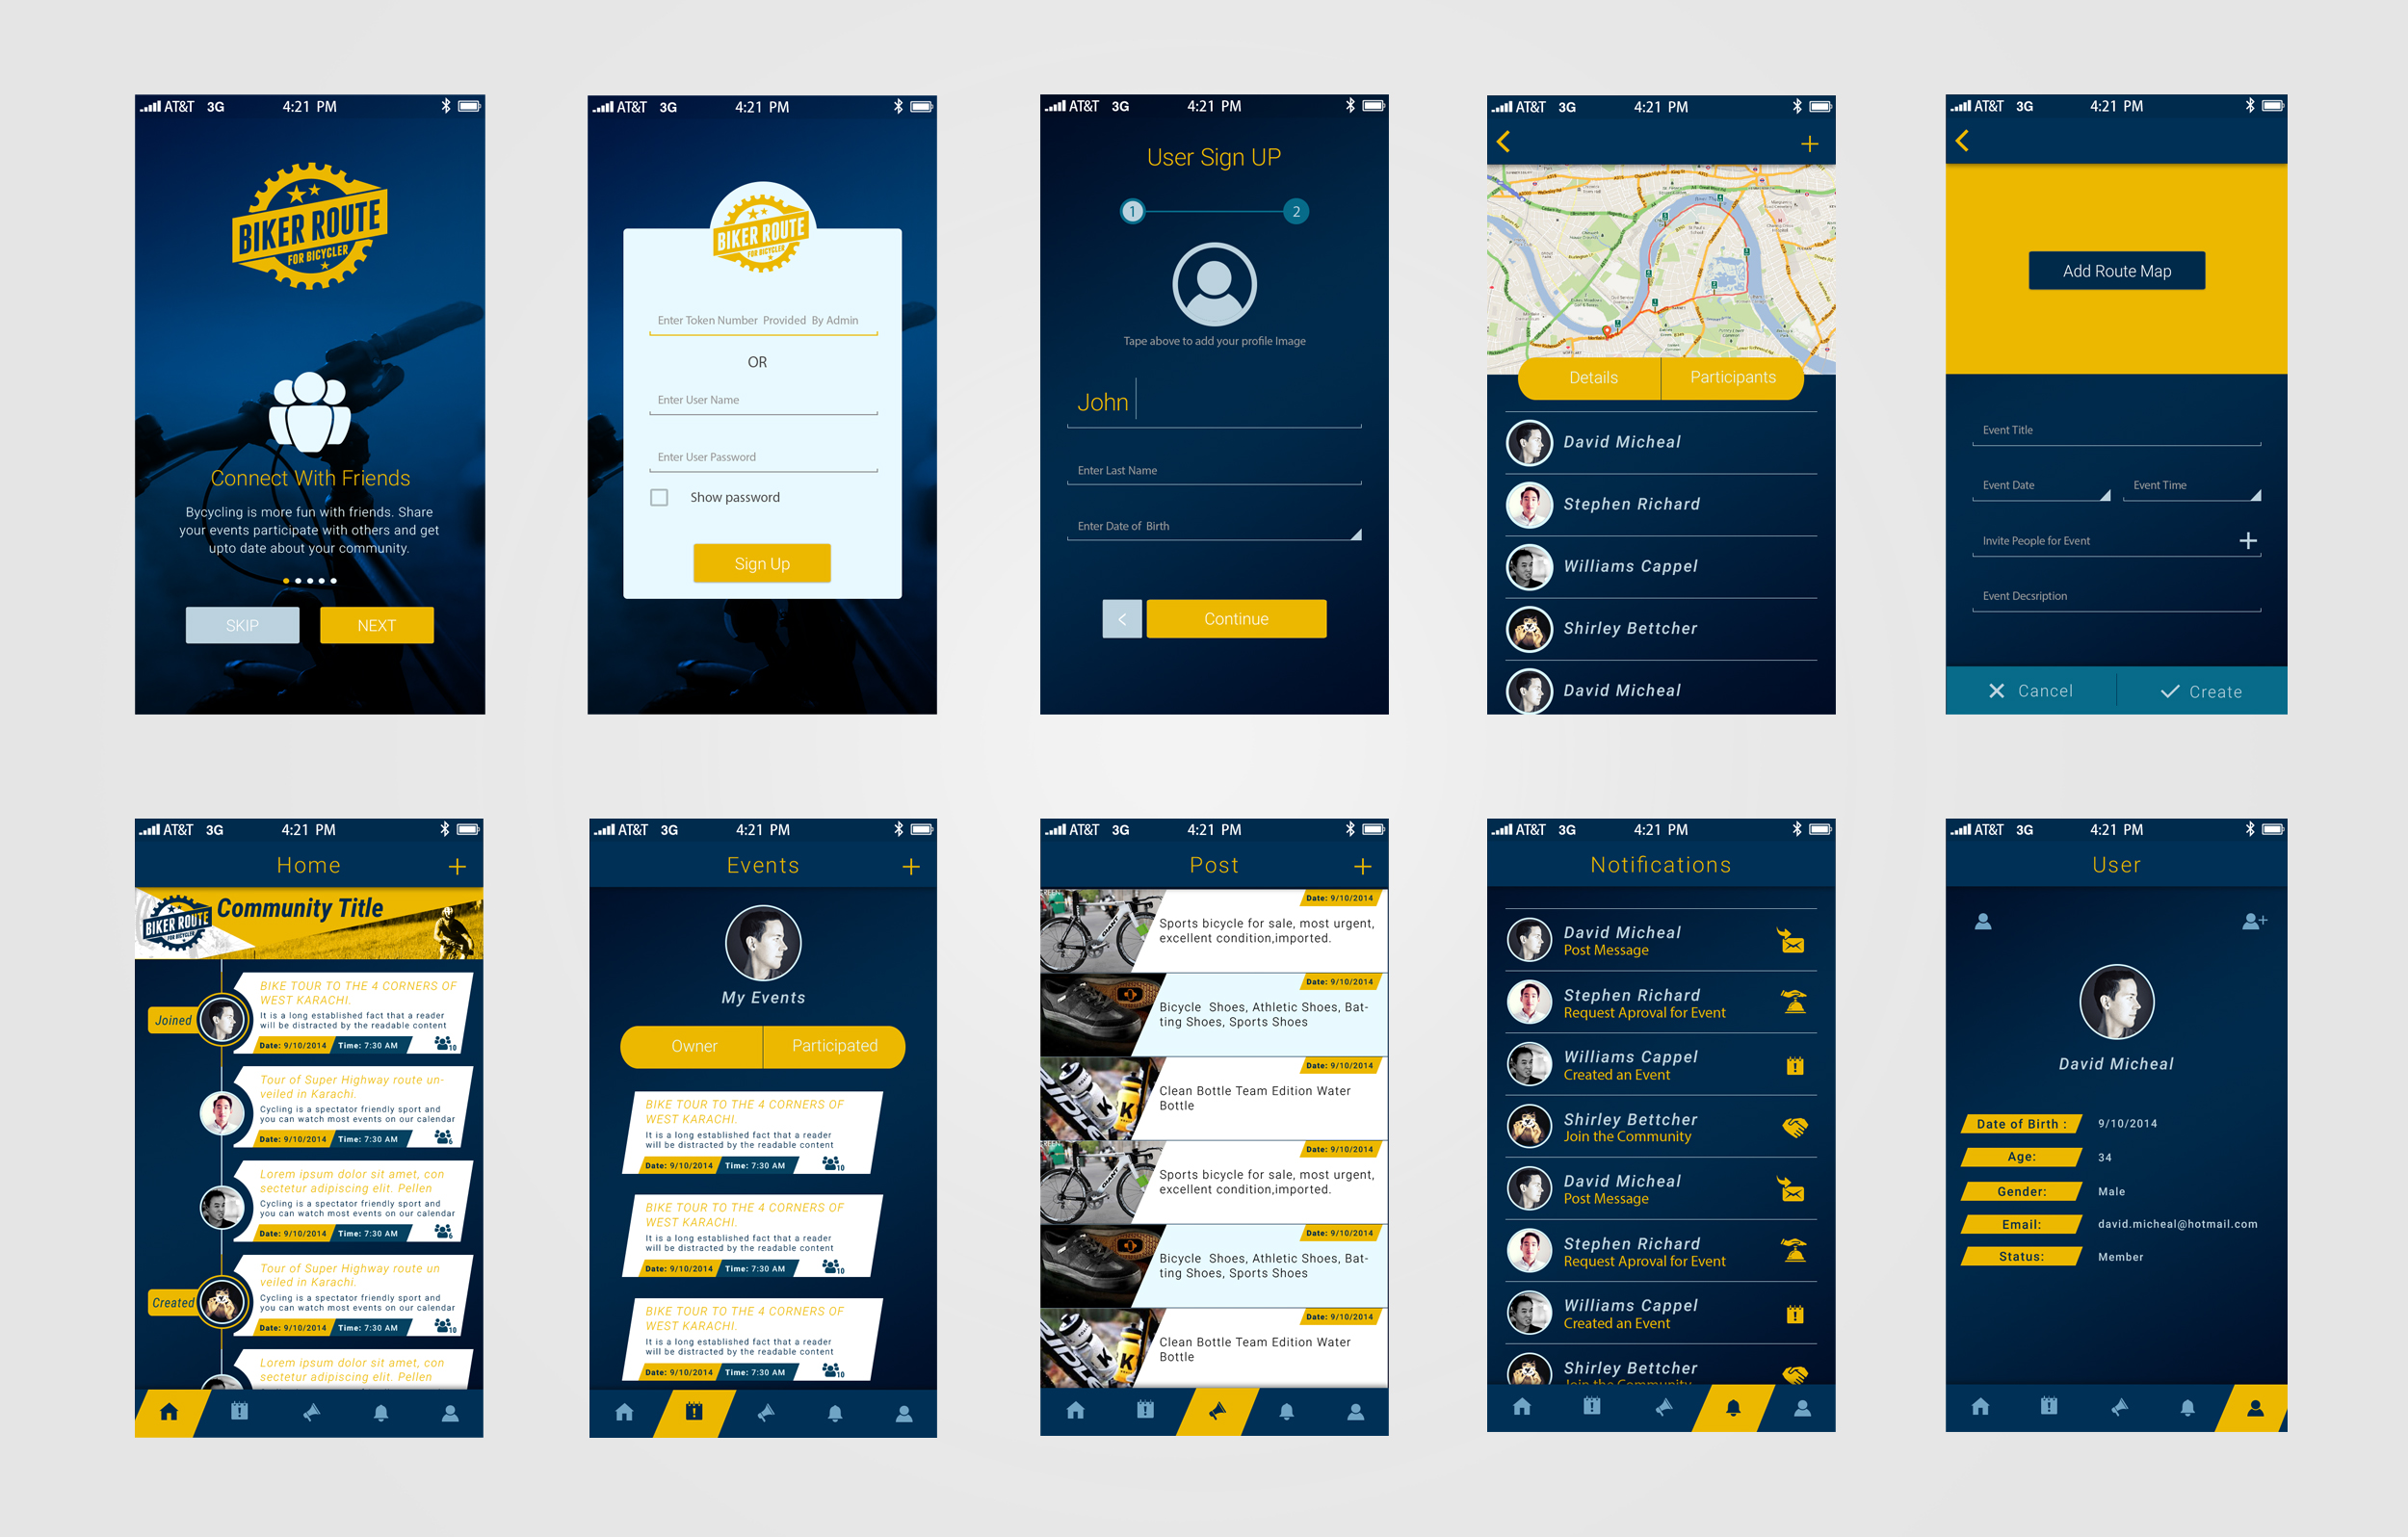 AT&T 3G 4:21 PM
BIKER ROUTE
FOR BICYCLER
Connect With Friends
Bycycling is more fun with friends. Share
your events participate with others and get
upto date about your community.
SKIP NEXT
AT&T 3G 4:21 PM
BIKER ROUTE
FOR BICYCLER
Enter Token Number Provided By Admin
OR
Enter User Name
Enter User Password
Show password
Sign Up
AT&T 3G 4:21 PM
User Sign UP
1 2
Tape above to add your profile Image
John
Enter Last Name
Enter Date of Birth
< Continue
AT&T 3G 4:21 PM
Details Participants
David Micheal
Stephen Richard
Williams Cappel
Shirley Bettcher
David Micheal
AT&T 3G 4:21 PM
Add Route Map
Event Title
Event Date Event Time
Invite People for Event
Event Decsription
Cancel Create
AT&T 3G 4:21 PM
Home
BIKER ROUTE
FOR BICYCLER
Community Title
BIKE TOUR TO THE 4 CORNERS OF
WEST KARACHI.
Joined
It is a long established fact that a reader
will be distracted by the readable content
Date: 9/10/2014 Time: 7:30 AM 10
Tour of Super Highway route un-
veiled in Karachi.
Cycling is a spectator friendly sport and
you can watch most events on our calendar
Date: 9/10/2014 Time: 7:30 AM 6
Lorem ipsum dolor sit amet, con
sectetur adipiscing elit. Pellen
Cycling is a spectator friendly sport and
you can watch most events on our calendar
Date: 9/10/2014 Time: 7:30 AM 6
Tour of Super Highway route un
veiled in Karachi.
Created
Cycling is a spectator friendly sport and
you can watch most events on our calendar
Date: 9/10/2014 Time: 7:30 AM 10
Lorem ipsum dolor sit amet, con
sectetur adipiscing elit. Pellen
AT&T 3G 4:21 PM
Events
My Events
Owner Participated
BIKE TOUR TO THE 4 CORNERS OF
WEST KARACHI.
It is a long established fact that a reader
will be distracted by the readable content
Date: 9/10/2014 Time: 7:30 AM 10
BIKE TOUR TO THE 4 CORNERS OF
WEST KARACHI.
It is a long established fact that a reader
will be distracted by the readable content
Date: 9/10/2014 Time: 7:30 AM 10
BIKE TOUR TO THE 4 CORNERS OF
WEST KARACHI.
It is a long established fact that a reader
will be distracted by the readable content
Date: 9/10/2014 Time: 7:30 AM 10
AT&T 3G 4:21 PM
Post
Date: 9/10/2014
Sports bicycle for sale, most urgent,
excellent condition,imported.
Date: 9/10/2014
Bicycle Shoes, Athletic Shoes, Bat-
ting Shoes, Sports Shoes
Date: 9/10/2014
Clean Bottle Team Edition Water
Bottle
Date: 9/10/2014
Sports bicycle for sale, most urgent,
excellent condition,imported.
Date: 9/10/2014
Bicycle Shoes, Athletic Shoes, Bat-
ting Shoes, Sports Shoes
Date: 9/10/2014
Clean Bottle Team Edition Water
Bottle
AT&T 3G 4:21 PM
Notifications
David Micheal
Post Message
Stephen Richard
Request Aproval for Event
Williams Cappel
Created an Event
Shirley Bettcher
Join the Community
David Micheal
Post Message
Stephen Richard
Request Aproval for Event
Williams Cappel
Created an Event
Shirley Bettcher
Join the Community
AT&T 3G 4:21 PM
User
David Micheal
Date of Birth : 9/10/2014
Age: 34
Gender: Male
Email: david.micheal@hotmail.com
Status: Member